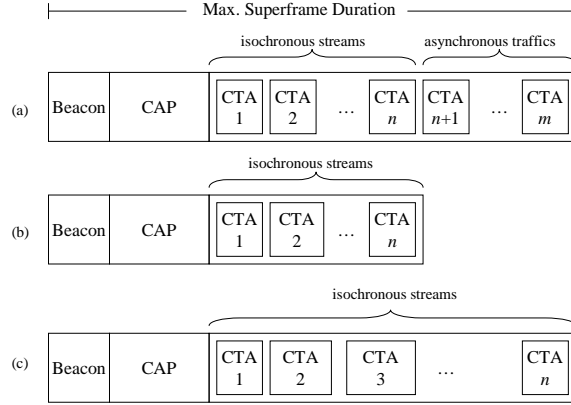 Max. Superframe Duration
isochronous streams
asynchronous traffics
(a)
Beacon
CAP
CTA
1
CTA
2
...
CTA
n
CTA
n+1
...
CTA
m
isochronous streams
(b)
Beacon
CAP
CTA
1
CTA
2
...
CTA
n
isochronous streams
(c)
Beacon
CAP
CTA
1
CTA
2
CTA
3
...
CTA
n